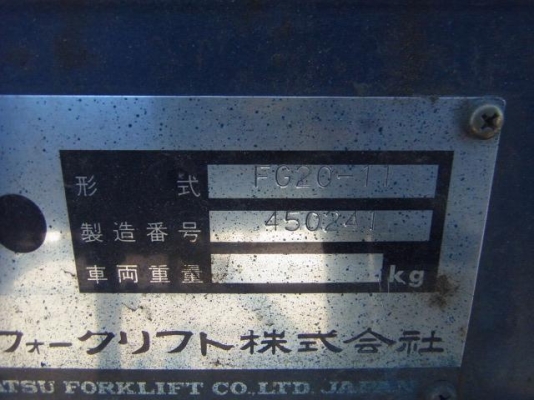 形式 FG20-11
製造番号 450241
車両重量 kg
フォークリフト株式会社
ATSU FORKLIFT CO., LTD. JAPAN